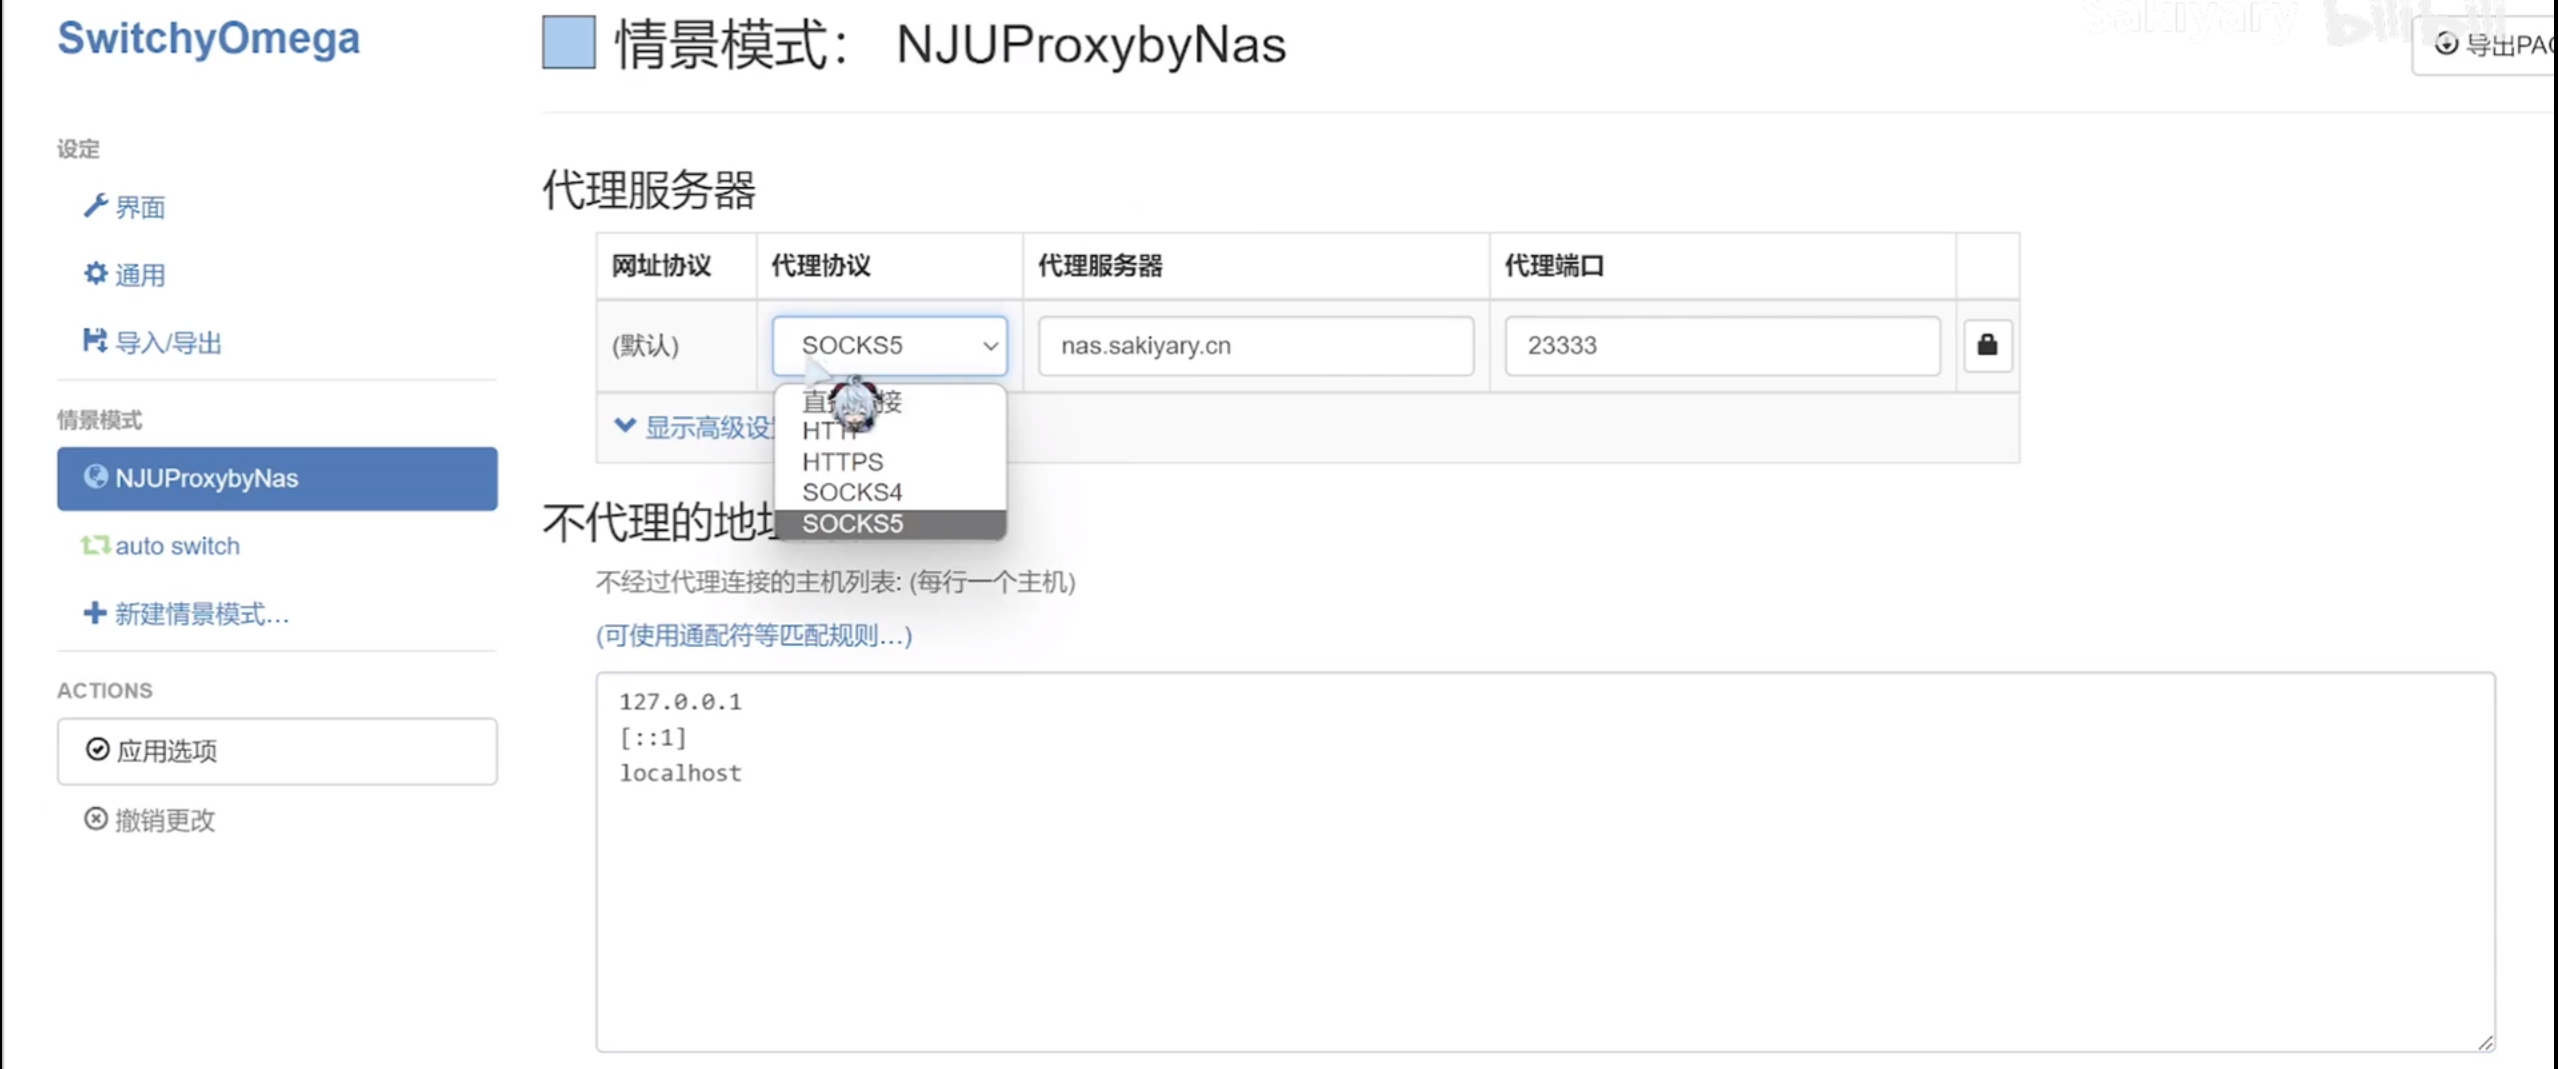 SwitchyOmega
设定
界面
通用
导入/导出
情景模式
NJUProxybyNas
auto switch
新建情景模式...
ACTIONS
应用选项
撤销更改
情景模式: NJUProxybyNas
Sakiyary bilibili
导出PAC
代理服务器
网址协议 代理协议 代理服务器 代理端口
(默认) SOCKS5 nas.sakiyary.cn 23333
显示高级设
直 接
HTTP
HTTPS
SOCKS4
SOCKS5
不代理的地
不经过代理连接的主机列表: (每行一个主机)
(可使用通配符等匹配规则...)
127.0.0.1
[::1]
localhost